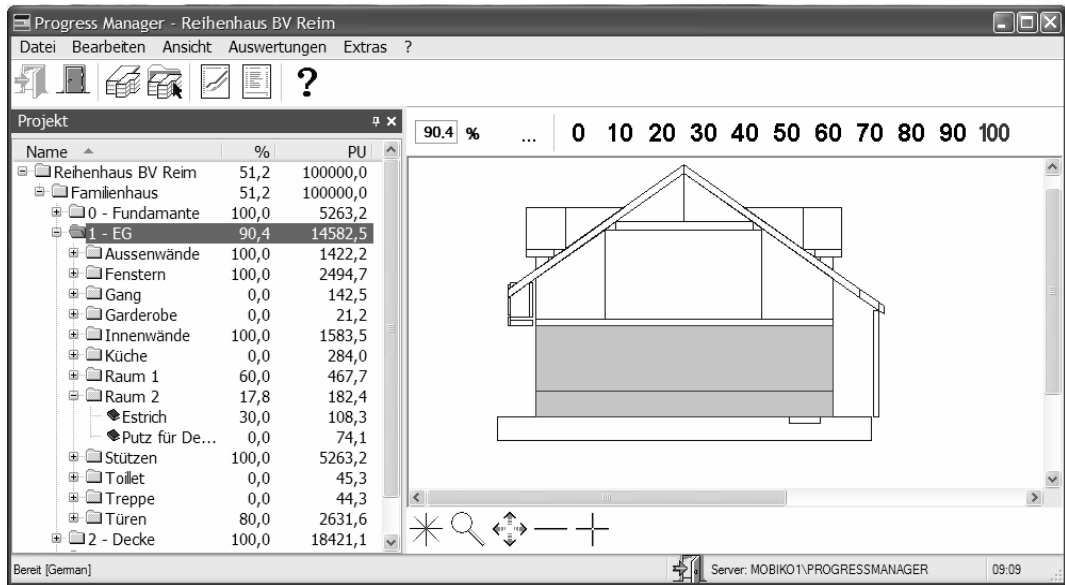 Progress Manager - Reihenhaus BV Reim
Datei Bearbeiten Ansicht Auswertungen Extras ?
?
Projekt
90.4 % ... 0 10 20 30 40 50 60 70 80 90 100
Name % PU
Reihenhaus BV Reim 51,2 100000,0
Familienhaus 51,2 100000,0
0 - Fundamante 100,0 5263,2
1 - EG 90,4 14582,5
Aussenwände 100,0 1422,2
Fenstern 100,0 2494,7
Gang 0,0 142,5
Garderobe 0,0 21,2
Innenwände 100,0 1583,5
Küche 0,0 284,0
Raum 1 60,0 467,7
Raum 2 17,8 182,4
Estrich 30,0 108,3
Putz für De... 0,0 74,1
Stützen 100,0 5263,2
Toillet 0,0 45,3
Treppe 0,0 44,3
Türen 80,0 2631,6
2 - Decke 100,0 18421,1
Bereit [German] Server: MOBIKO1\PROGRESSMANAGER 09:09